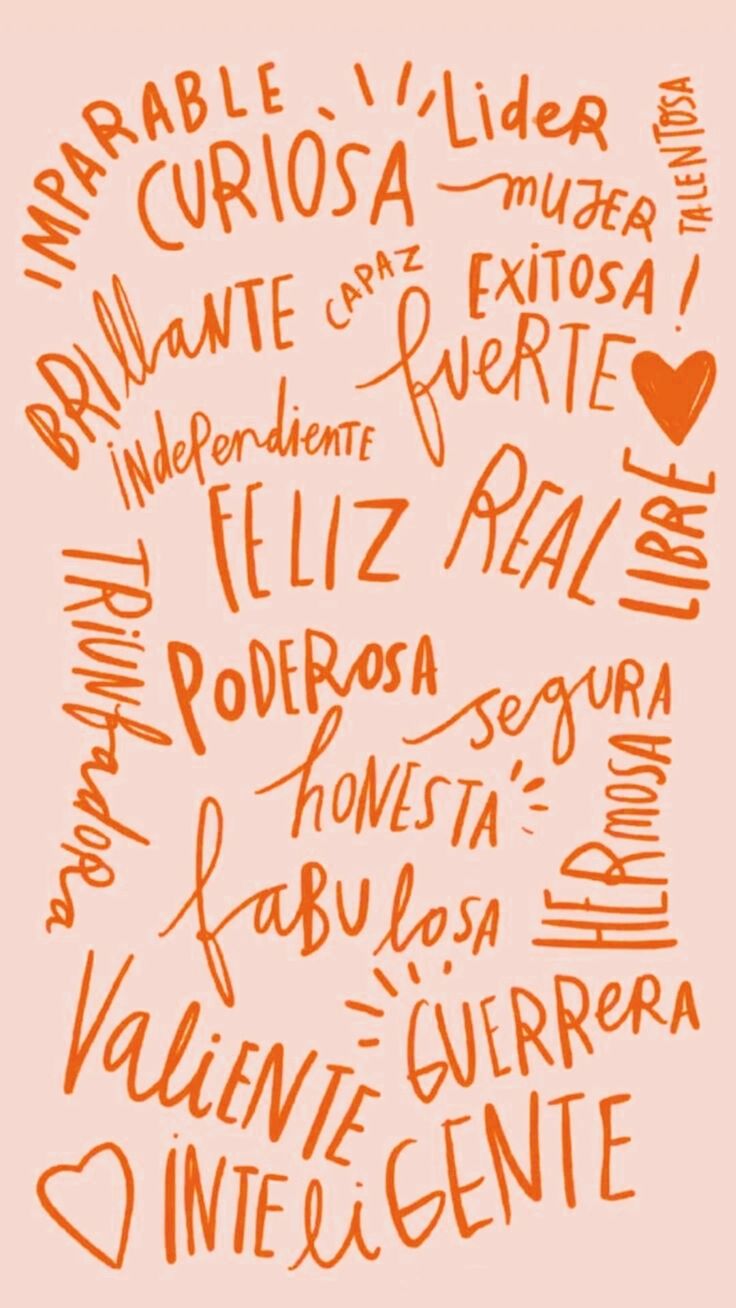 IMPARABLE
CURIOSA
LideR
TALENTOSA
mUJER
EXITOSA!
CAPAZ
BRillaNTE
fueRTE
independienTE
FELIZ
REAL
LIBRE
TRiUNfadoRa
PODEROSA
segURA
hONESTA
HERmOSA
faBUlosA
ValiENTE
GUERReRA
iNTEliGENTE